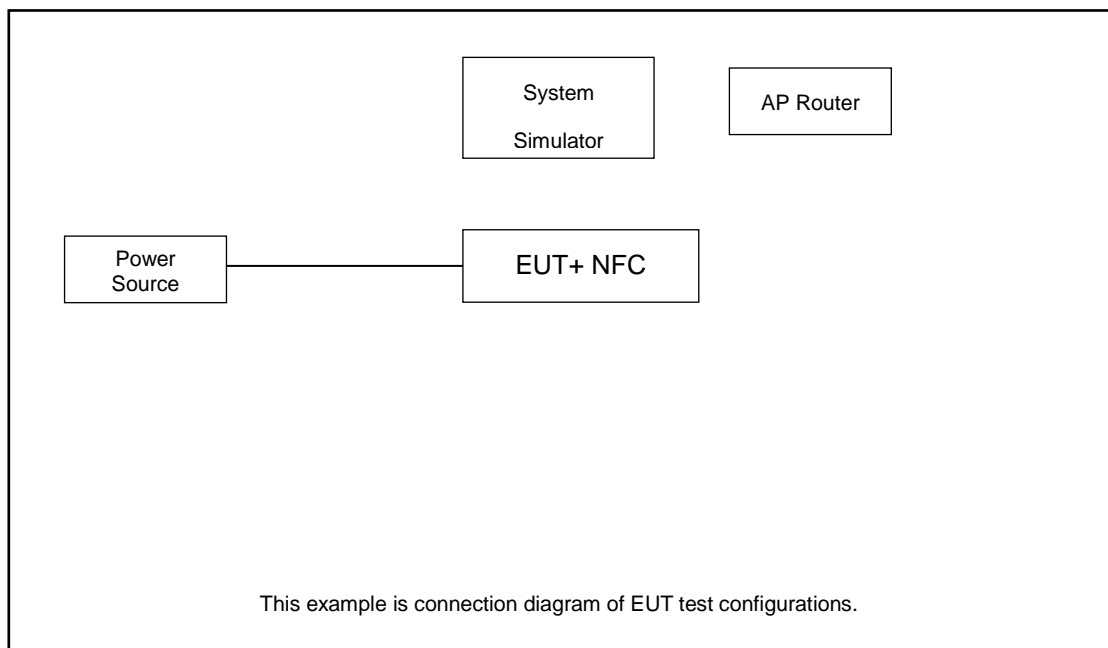 System
Simulator
AP Router
Power
Source
EUT+ NFC
This example is connection diagram of EUT test configurations.